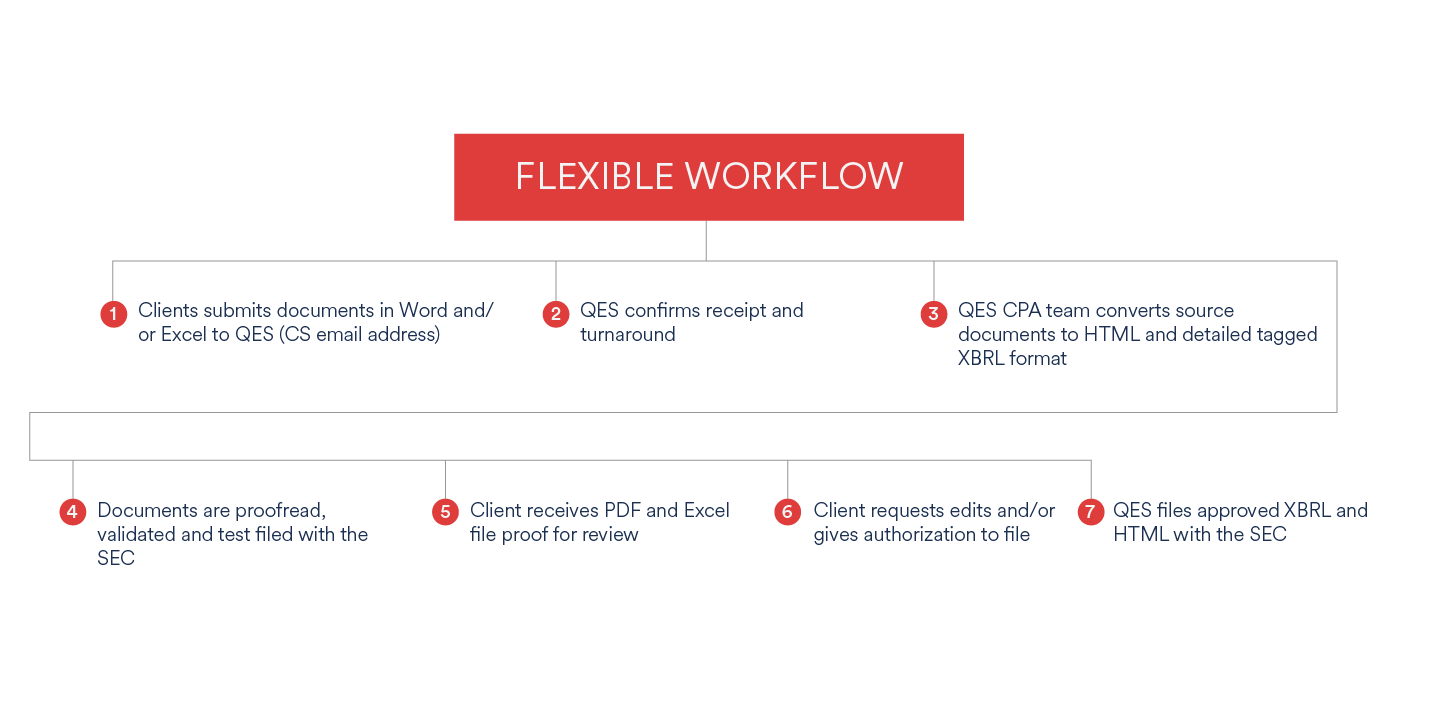 FLEXIBLE WORKFLOW
1 Clients submits documents in Word and/
or Excel to QES (CS email address)
2 QES confirms receipt and
turnaround
3 QES CPA team converts source
documents to HTML and detailed tagged
XBRL format
4 Documents are proofread,
validated and test filed with the
SEC
5 Client receives PDF and Excel
file proof for review
6 Client requests edits and/or
gives authorization to file
7 QES files approved XBRL and
HTML with the SEC